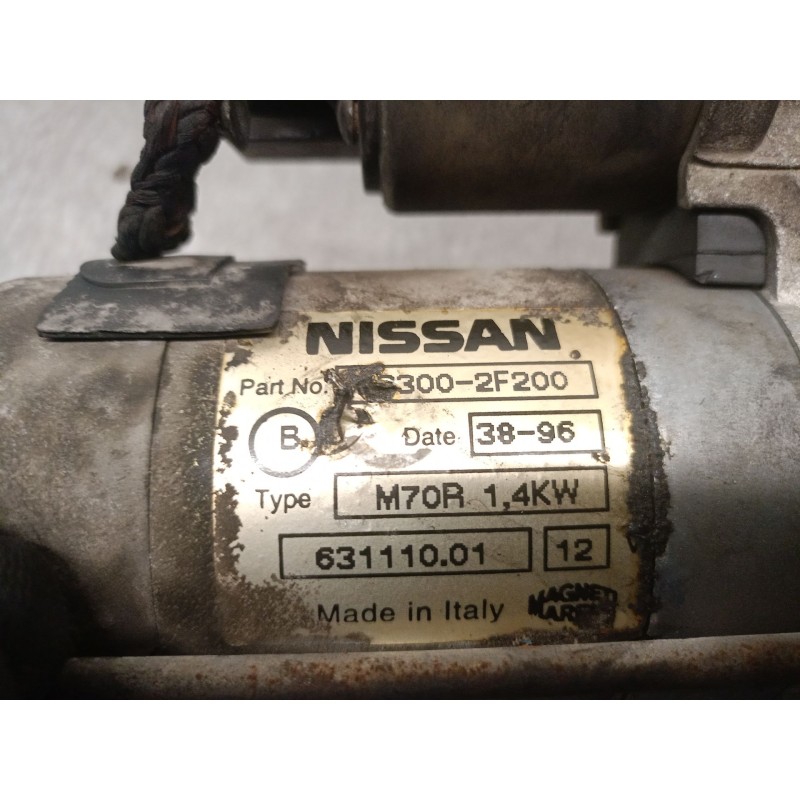 NISSAN
Part No. 300-2F200
B
Date 38-96
Type M70R 1,4KW
631110.01 12
Made in Italy